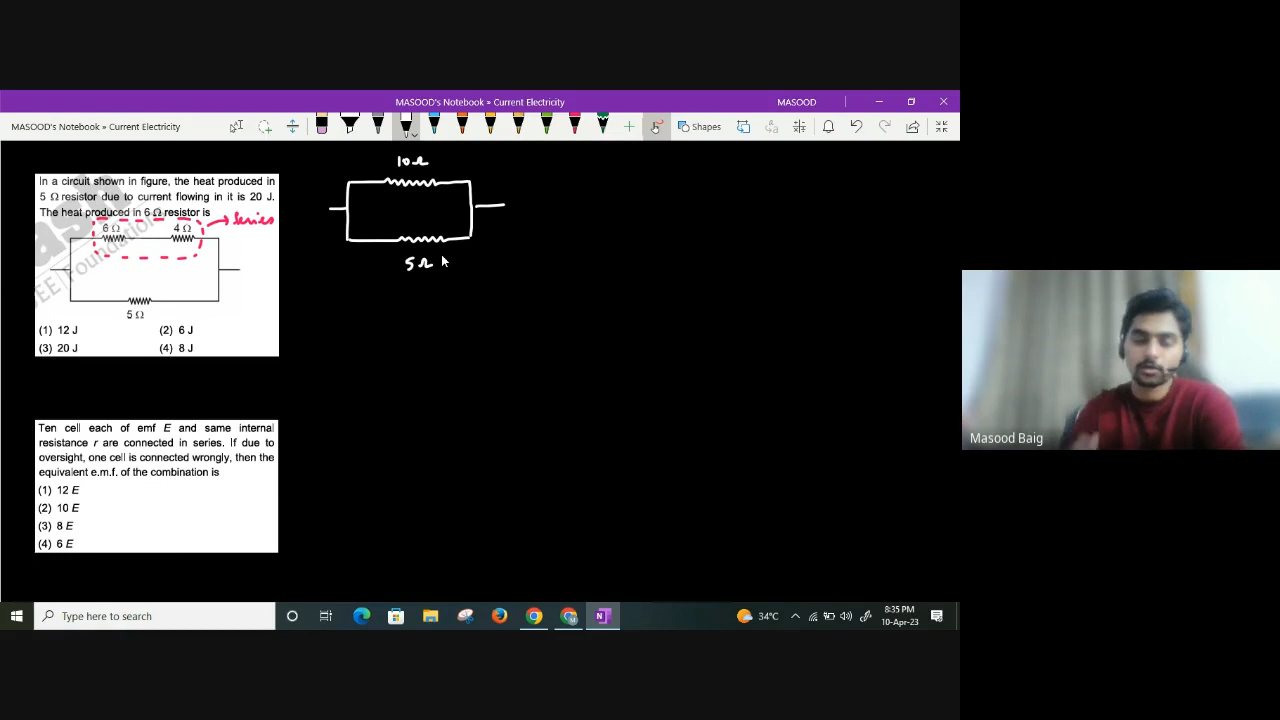 MASOOD's Notebook » Current Electricity
MASOOD
MASOOD's Notebook » Current Electricity
Shapes
In a circuit shown in figure, the heat produced in
5 Ω resistor due to current flowing in it is 20 J.
The heat produced in 6 Ω resistor is
6 Ω 4 Ω
Series
5 Ω
(1) 12 J (2) 6 J
(3) 20 J (4) 8 J
10Ω
5Ω
Ten cell each of emf E and same internal
resistance r are connected in series. If due to
oversight, one cell is connected wrongly, then the
equivalent e.m.f. of the combination is
(1) 12 E
(2) 10 E
(3) 8 E
(4) 6 E
Masood Baig
Type here to search
34°C
8:35 PM
10-Apr-23